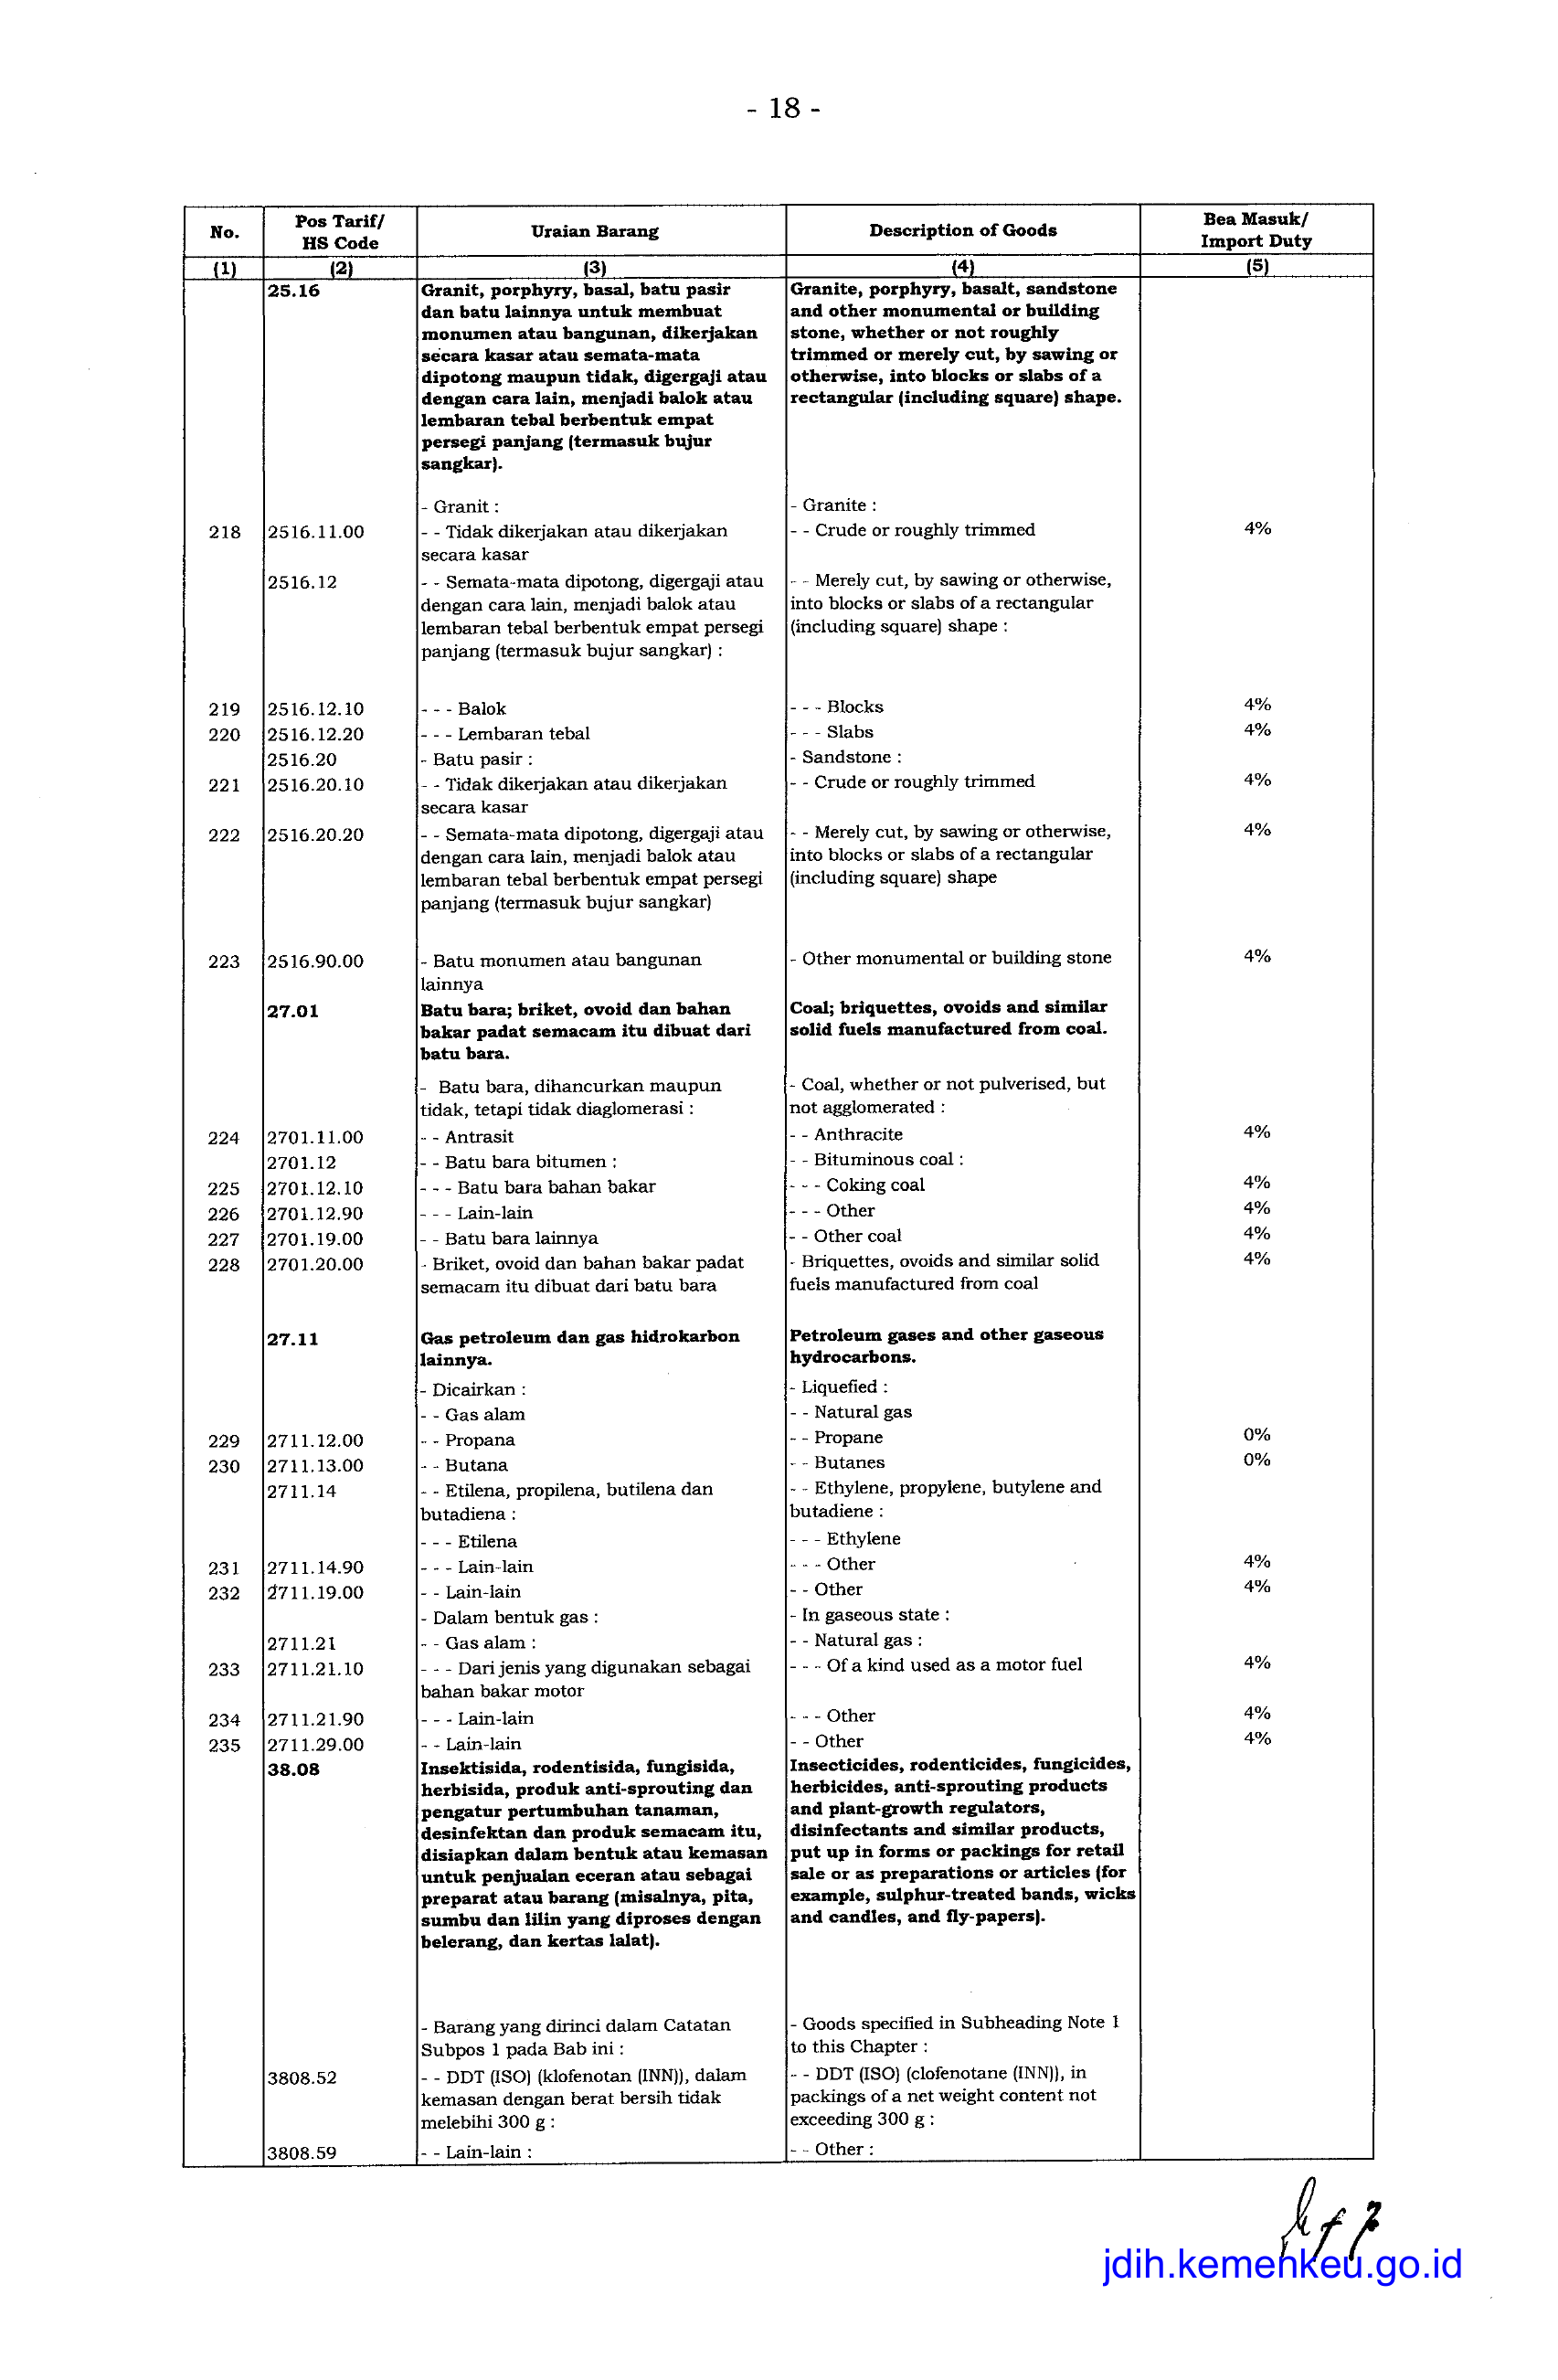 - 18 -
No. Pos Tarif/ HS Code Uraian Barang Description of Goods Bea Masuk/ Import Duty
(1) (2) (3) (4) (5)
25.16 Granit, porphyry, basal, batu pasir Granite, porphyry, basalt, sandstone
dan batu lainnya untuk membuat and other monumental or building
monumen atau bangunan, dikerjakan stone, whether or not roughly
secara kasar atau semata-mata trimmed or merely cut, by sawing or
dipotong maupun tidak, digergaji atau otherwise, into blocks or slabs of a
dengan cara lain, menjadi balok atau rectangular (including square) shape.
lembaran tebal berbentuk empat
persegi panjang (termasuk bujur
sangkar).
- Granit : - Granite :
218 2516.11.00 - - Tidak dikerjakan atau dikerjakan - - Crude or roughly trimmed 4%
secara kasar
2516.12 - - Semata-mata dipotong, digergaji atau - - Merely cut, by sawing or otherwise,
dengan cara lain, menjadi balok atau into blocks or slabs of a rectangular
lembaran tebal berbentuk empat persegi (including square) shape :
panjang (termasuk bujur sangkar) :
219 2516.12.10 - - - Balok - - - Blocks 4%
220 2516.12.20 - - - Lembaran tebal - - - Slabs 4%
2516.20 - Batu pasir : - Sandstone :
221 2516.20.10 - - Tidak dikerjakan atau dikerjakan - - Crude or roughly trimmed 4%
secara kasar
222 2516.20.20 - - Semata-mata dipotong, digergaji atau - - Merely cut, by sawing or otherwise, 4%
dengan cara lain, menjadi balok atau into blocks or slabs of a rectangular
lembaran tebal berbentuk empat persegi (including square) shape
panjang (termasuk bujur sangkar)
223 2516.90.00 - Batu monumen atau bangunan - Other monumental or building stone 4%
lainnya
27.01 Batu bara; briket, ovoid dan bahan Coal; briquettes, ovoids and similar
bakar padat semacam itu dibuat dari solid fuels manufactured from coal.
batu bara.
- Batu bara, dihancurkan maupun - Coal, whether or not pulverised, but
tidak, tetapi tidak diaglomerasi : not agglomerated :
224 2701.11.00 - - Antrasit - - Anthracite 4%
2701.12 - - Batu bara bitumen : - - Bituminous coal :
225 2701.12.10 - - - Batu bara bahan bakar - - - Coking coal 4%
226 2701.12.90 - - - Lain-lain - - - Other 4%
227 2701.19.00 - - Batu bara lainnya - - Other coal 4%
228 2701.20.00 - Briket, ovoid dan bahan bakar padat - Briquettes, ovoids and similar solid 4%
semacam itu dibuat dari batu bara fuels manufactured from coal
27.11 Gas petroleum dan gas hidrokarbon Petroleum gases and other gaseous
lainnya. hydrocarbons.
- Dicairkan : - Liquefied :
- - Gas alam - - Natural gas
229 2711.12.00 - - Propana - - Propane 0%
230 2711.13.00 - - Butana - - Butanes 0%
2711.14 - - Etilena, propilena, butilena dan - - Ethylene, propylene, butylene and
butadiena : butadiene :
- - - Etilena - - - Ethylene
231 2711.14.90 - - - Lain-lain - - - Other 4%
232 2711.19.00 - - Lain-lain - - Other 4%
- Dalam bentuk gas : - In gaseous state :
2711.21 - - Gas alam : - - Natural gas :
233 2711.21.10 - - - Dari jenis yang digunakan sebagai - - - Of a kind used as a motor fuel 4%
bahan bakar motor
234 2711.21.90 - - - Lain-lain - - - Other 4%
235 2711.29.00 - - Lain-lain - - Other 4%
38.08 Insektisida, rodentisida, fungisida, Insecticides, rodenticides, fungicides,
herbisida, produk anti-sprouting dan herbicides, anti-sprouting products
pengatur pertumbuhan tanaman, and plant-growth regulators,
desinfektan dan produk semacam itu, disinfectants and similar products,
disiapkan dalam bentuk atau kemasan put up in forms or packings for retail
untuk penjualan eceran atau sebagai sale or as preparations or articles (for
preparat atau barang (misalnya, pita, example, sulphur-treated bands, wicks
sumbu dan lilin yang diproses dengan and candles, and fly-papers).
belerang, dan kertas lalat).
- Barang yang dirinci dalam Catatan - Goods specified in Subheading Note 1
Subpos 1 pada Bab ini : to this Chapter :
3808.52 - - DDT (ISO) (klofenotan (INN)), dalam - - DDT (ISO) (clofenotane (INN)), in
kemasan dengan berat bersih tidak packings of a net weight content not
melebihi 300 g : exceeding 300 g :
3808.59 - - Lain-lain : - - Other :
jdih.kemenkeu.go.id